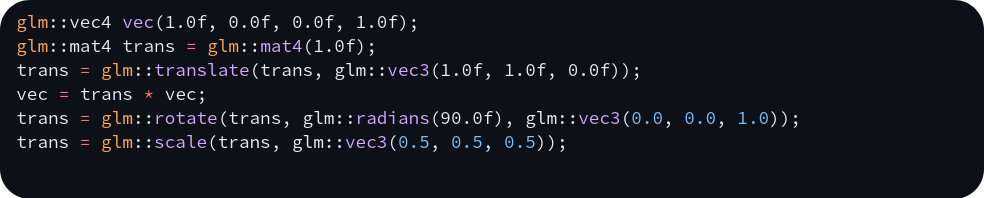 glm::vec4 vec(1.0f, 0.0f, 0.0f, 1.0f);
glm::mat4 trans = glm::mat4(1.0f);
trans = glm::translate(trans, glm::vec3(1.0f, 1.0f, 0.0f));
vec = trans * vec;
trans = glm::rotate(trans, glm::radians(90.0f), glm::vec3(0.0, 0.0, 1.0));
trans = glm::scale(trans, glm::vec3(0.5, 0.5, 0.5));